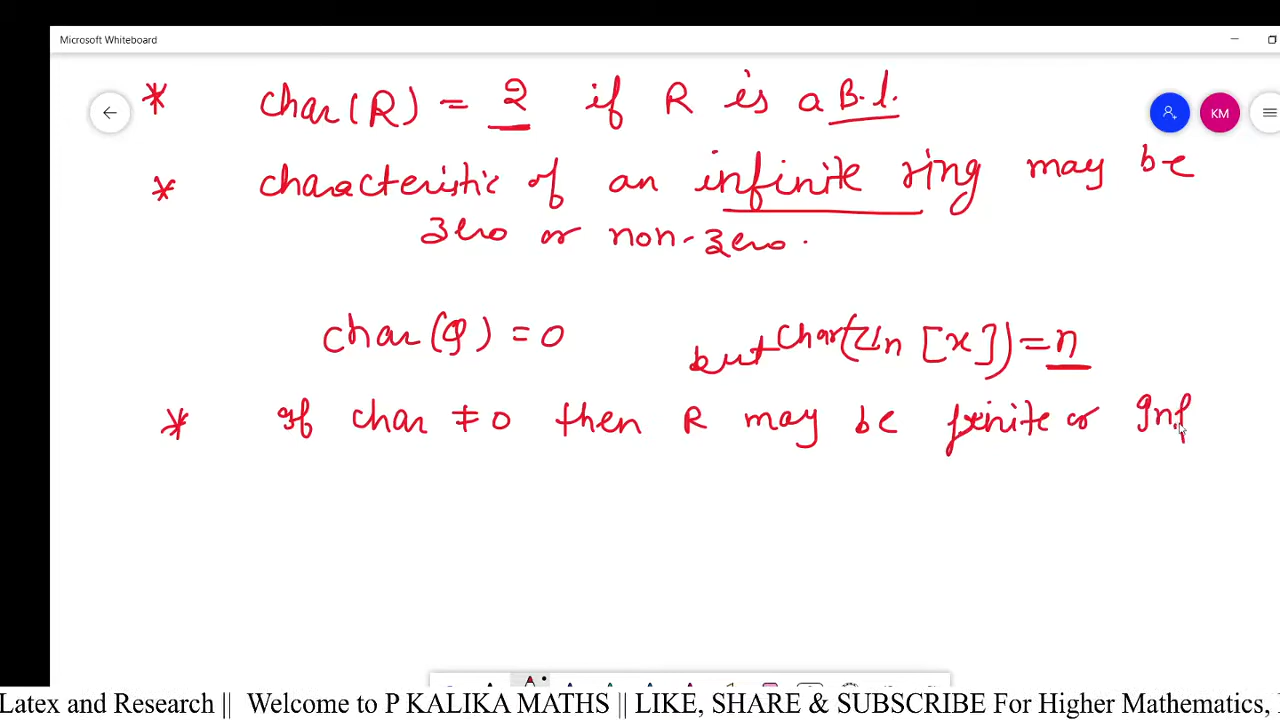 Microsoft Whiteboard
* char(R) = 2 if R is a B.I.
KM
* characteristic of an infinite ring may be
zero or non-zero.
char(Q) = 0 but char(ℤn [x]) = n
* If char ≠ 0 then R may be finite or Inf
Latex and Research || Welcome to P KALIKA MATHS || LIKE, SHARE & SUBSCRIBE For Higher Mathematics,